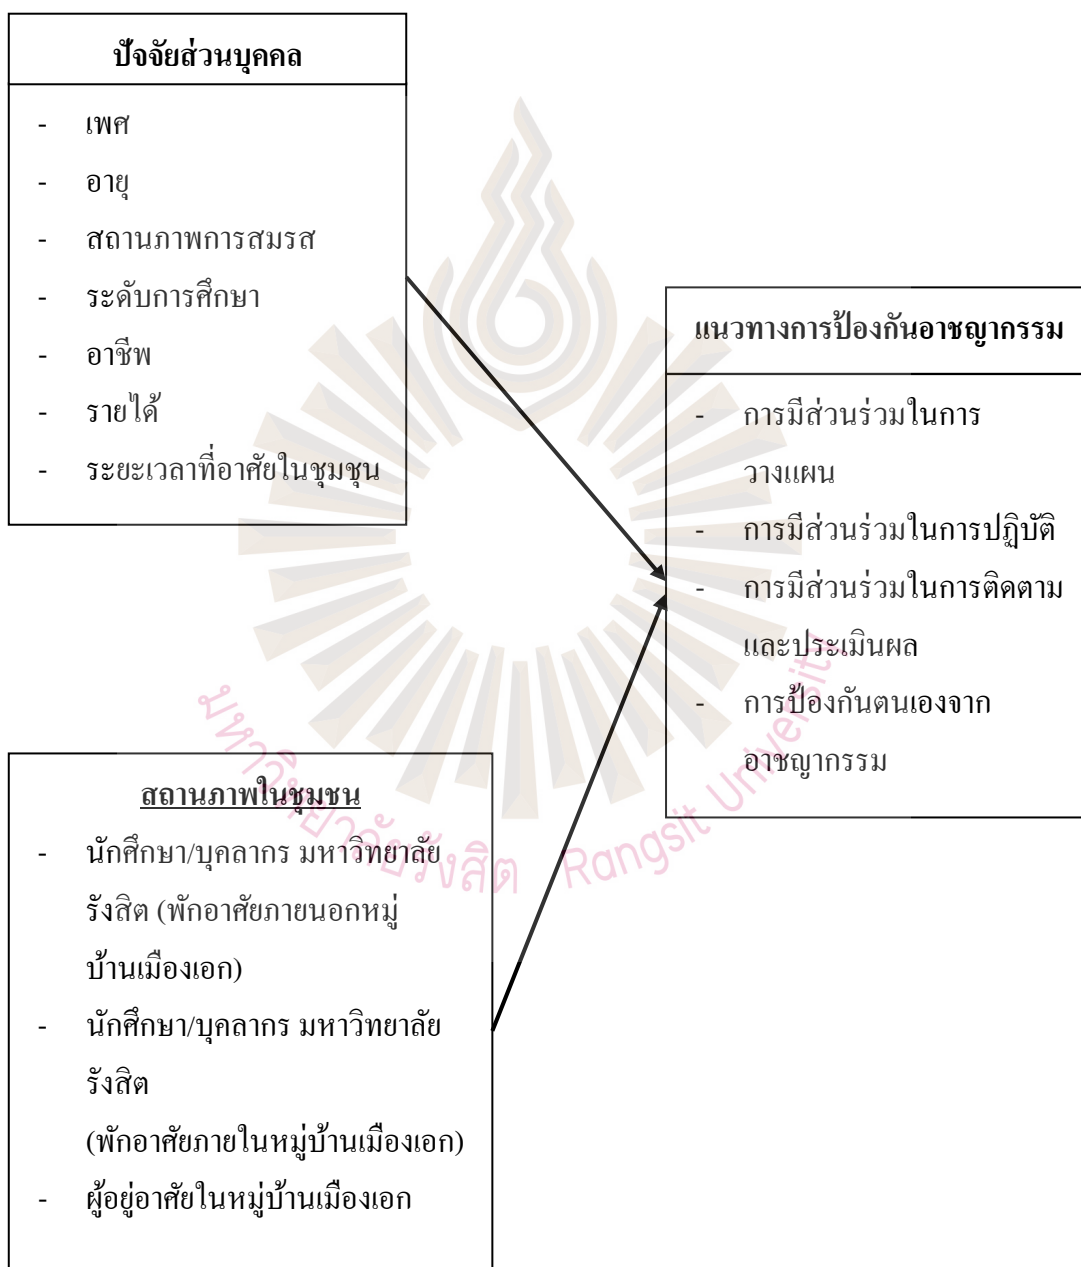 ปัจจัยส่วนบุคคล
- เพศ
- อายุ
- สถานภาพการสมรส
- ระดับการศึกษา
- อาชีพ
- รายได้
- ระยะเวลาที่อาศัยในชุมชุน
แนวทางการป้องกันอาชญากรรม
- การมีส่วนร่วมในการ
วางแผน
- การมีส่วนร่วมในการปฏิบัติ
- การมีส่วนร่วมในการติดตาม
และประเมินผล
- การป้องกันตนเองจาก
อาชญากรรม
สถานภาพในชุมชน
- นักศึกษา/บุคลากร มหาวิทยาลัย
รังสิต (พักอาศัยภายนอกหมู่
บ้านเมืองเอก)
- นักศึกษา/บุคลากร มหาวิทยาลัย
รังสิต
(พักอาศัยภายในหมู่บ้านเมืองเอก)
- ผู้อยู่อาศัยในหมู่บ้านเมืองเอก
มหาวิทยาลัยรังสิต Rangsit University